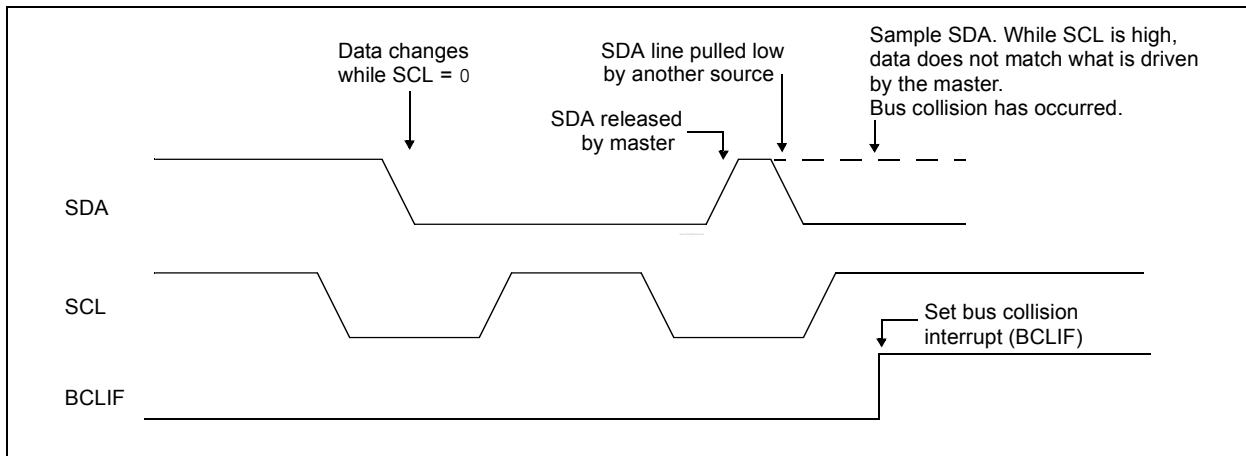 Data changes
while SCL = 0
SDA line pulled low
by another source
SDA released
by master
Sample SDA. While SCL is high,
data does not match what is driven
by the master.
Bus collision has occurred.
SDA
SCL
Set bus collision
interrupt (BCLIF)
BCLIF